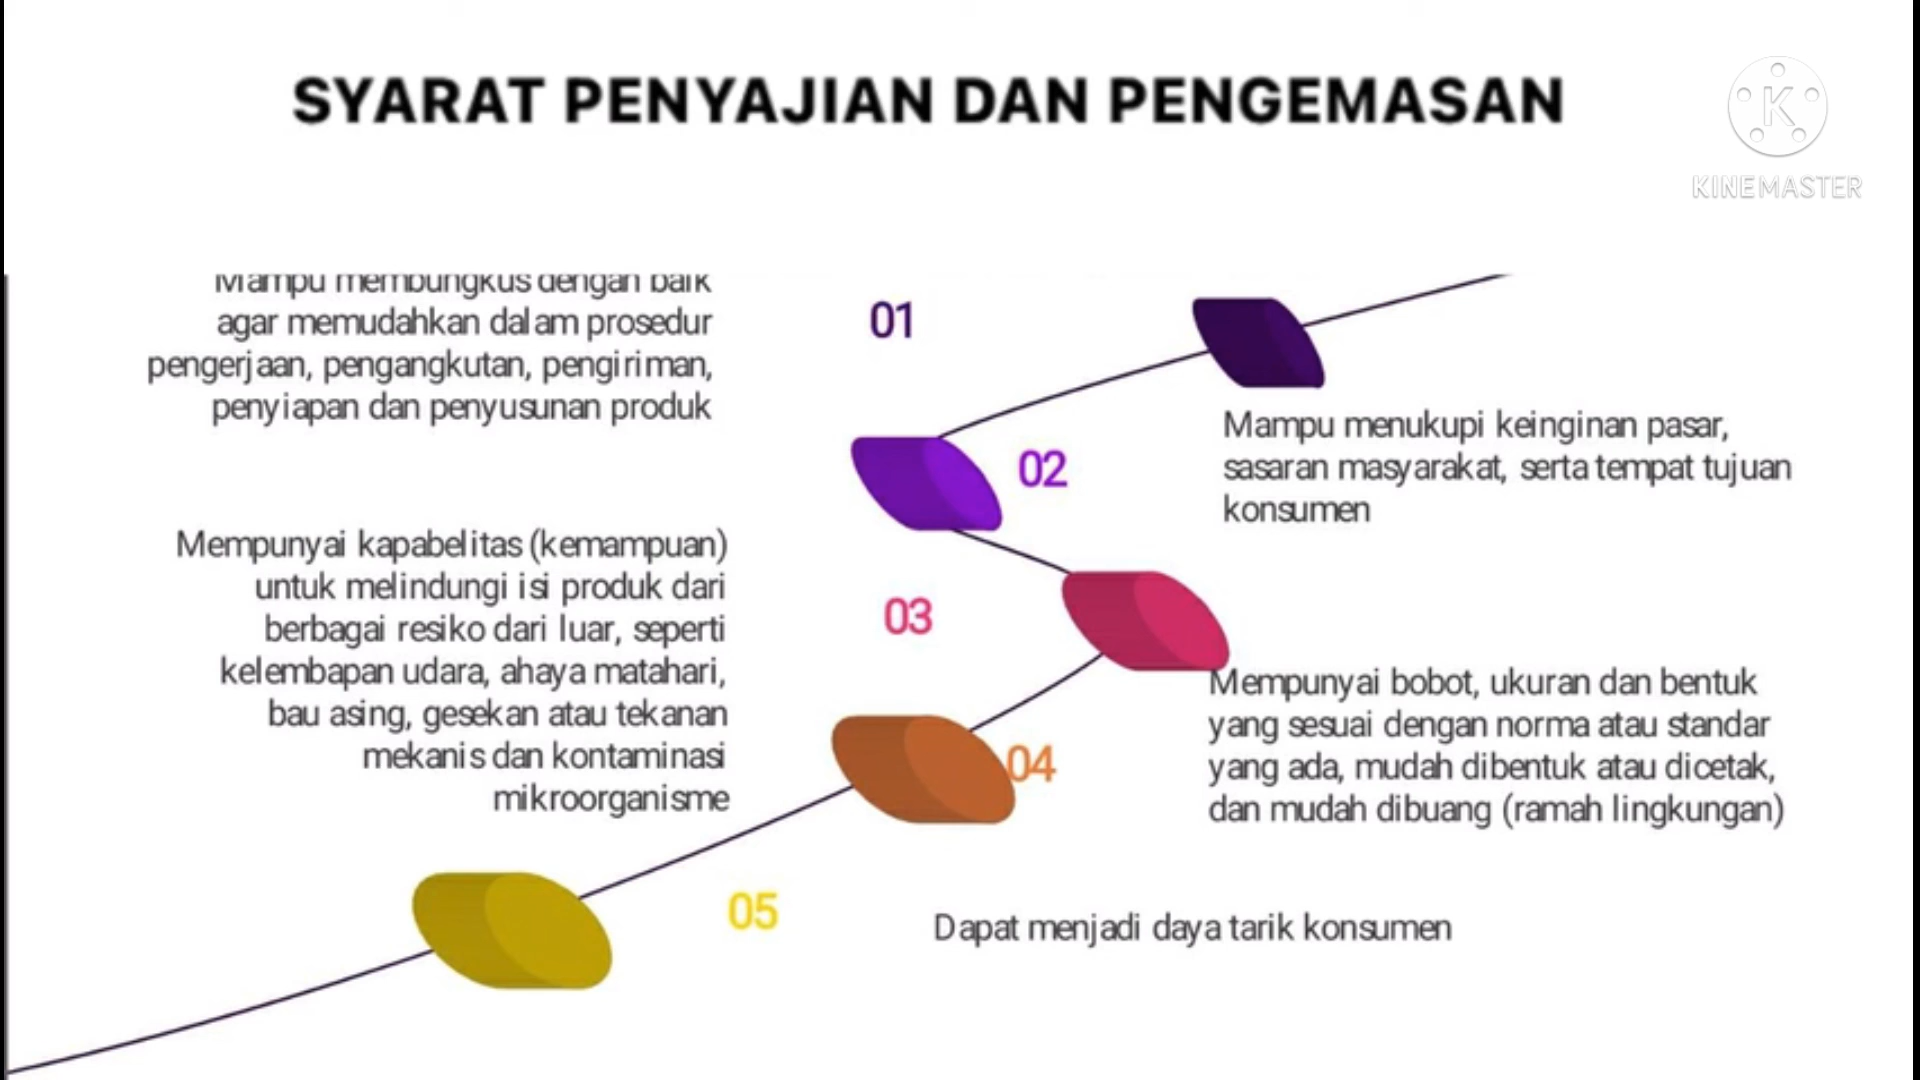 SYARAT PENYAJIAN DAN PENGEMASAN
KINEMASTER
Mampu membungkus dengan baik
agar memudahkan dalam prosedur
pengerjaan, pengangkutan, pengiriman,
penyiapan dan penyusunan produk
01
02
Mampu menukupi keinginan pasar,
sasaran masyarakat, serta tempat tujuan
konsumen
Mempunyai kapabelitas (kemampuan)
untuk melindungi isi produk dari
berbagai resiko dari luar, seperti
kelembapan udara, ahaya matahari,
bau asing, gesekan atau tekanan
mekanis dan kontaminasi
mikroorganisme
03
04
Mempunyai bobot, ukuran dan bentuk
yang sesuai dengan norma atau standar
yang ada, mudah dibentuk atau dicetak,
dan mudah dibuang (ramah lingkungan)
05
Dapat menjadi daya tarik konsumen